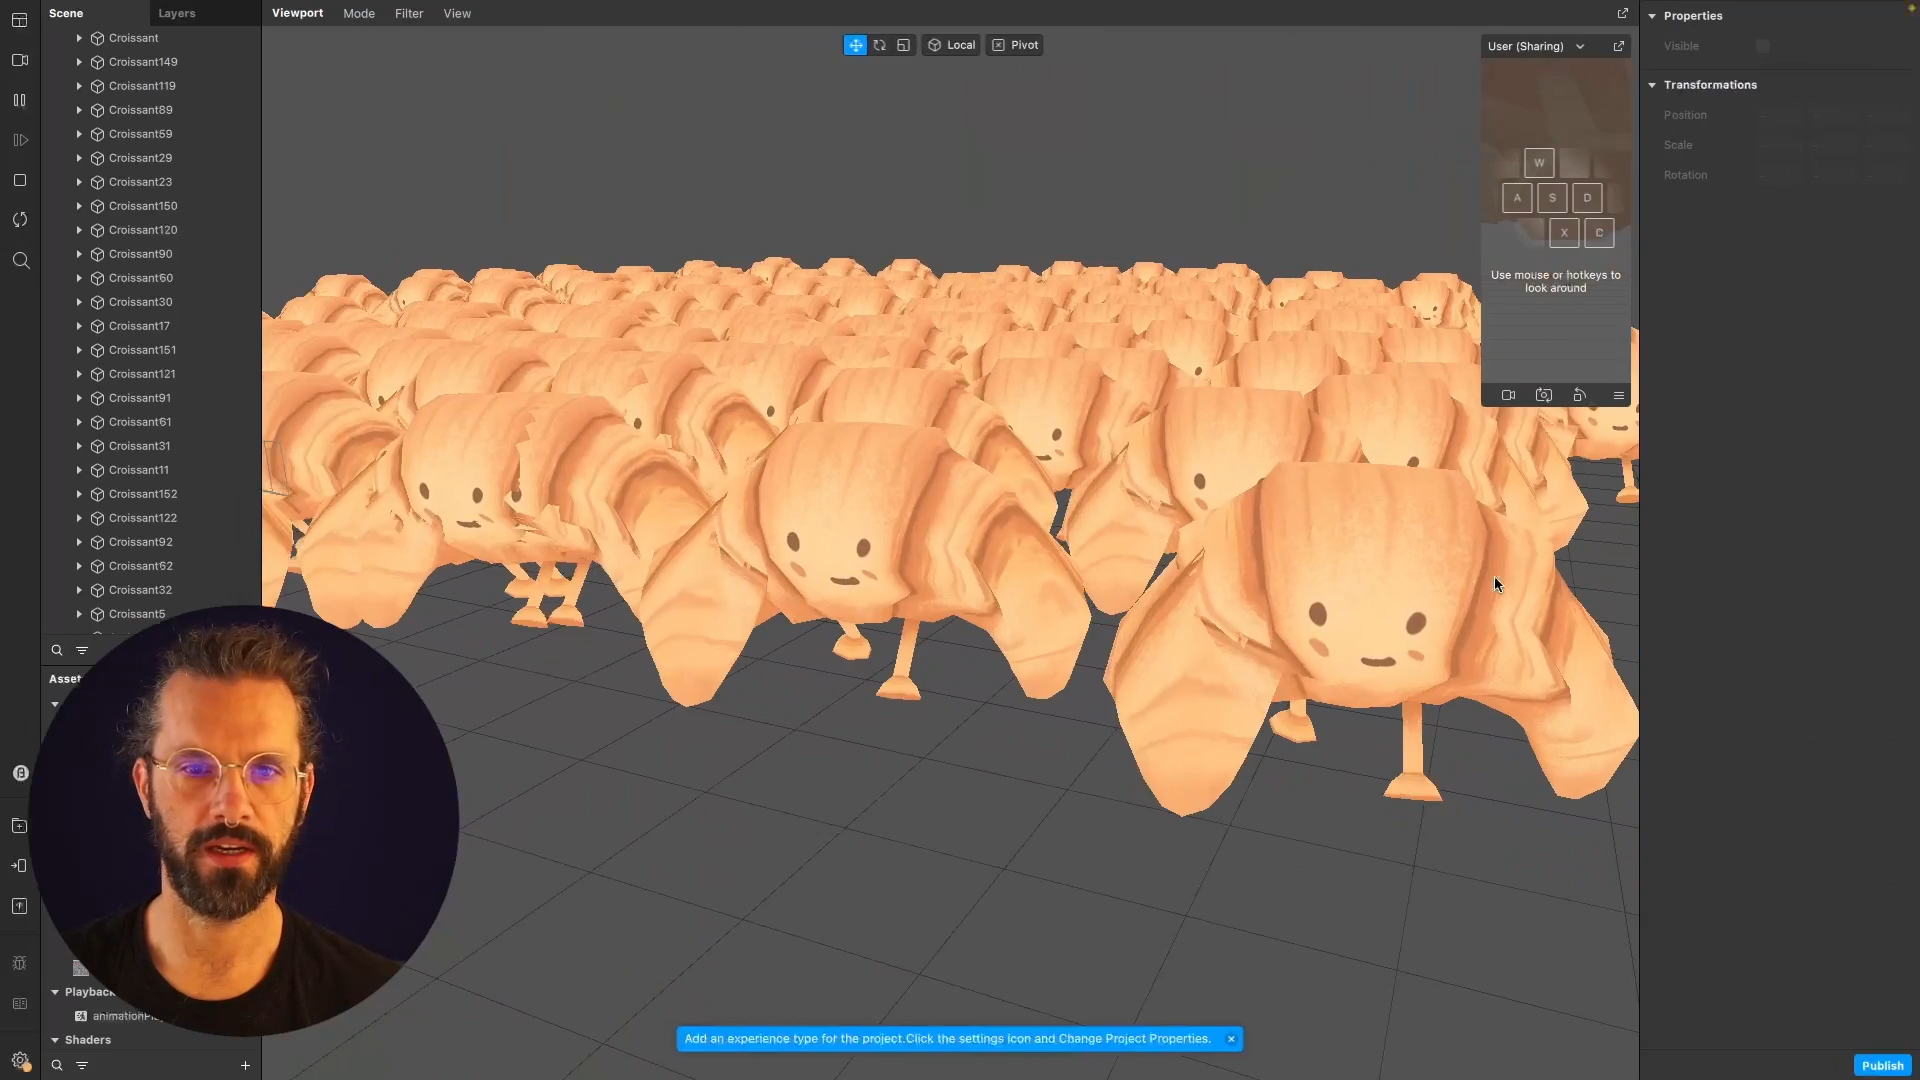 Scene
Layers
Croissant
Croissant149
Croissant119
Croissant89
Croissant59
Croissant29
Croissant23
Croissant150
Croissant120
Croissant90
Croissant60
Croissant30
Croissant17
Croissant151
Croissant121
Croissant91
Croissant61
Croissant31
Croissant11
Croissant152
Croissant122
Croissant92
Croissant62
Croissant32
Croissant5
Asset
Playback
Shaders
Viewport
Mode
Filter
View
Local
Pivot
User (Sharing)
W
A
S
D
X
C
Use mouse or hotkeys to
look around
Add an experience type for the project.Click the settings icon and Change Project Properties.
Properties
Visible
Transformations
Position
Scale
Rotation
Publish